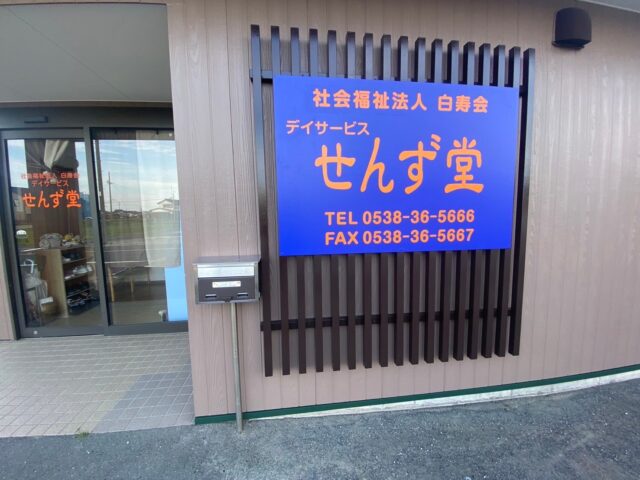 社会福祉法人 白寿会
デイサービス
せんず堂
TEL 0538-36-5666
FAX 0538-36-5667
社会福祉法人 白寿会
デイサービス
せんず堂